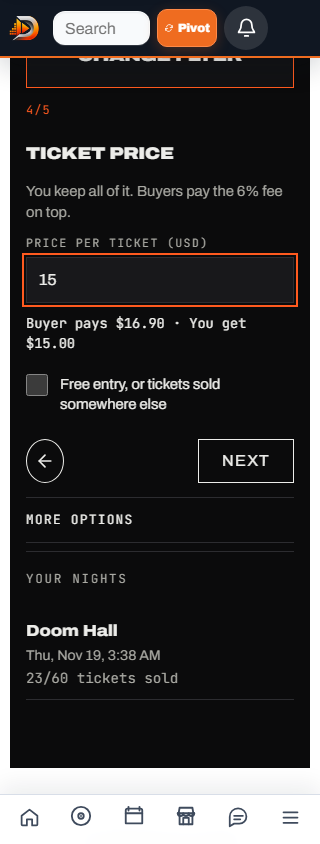 Search
Pivot
CHANGE FLYER
4/5
TICKET PRICE
You keep all of it. Buyers pay the 6% fee
on top.
PRICE PER TICKET (USD)
15
Buyer pays $16.90 · You get
$15.00
Free entry, or tickets sold
somewhere else
NEXT
MORE OPTIONS
YOUR NIGHTS
Doom Hall
Thu, Nov 19, 3:38 AM
23/60 tickets sold